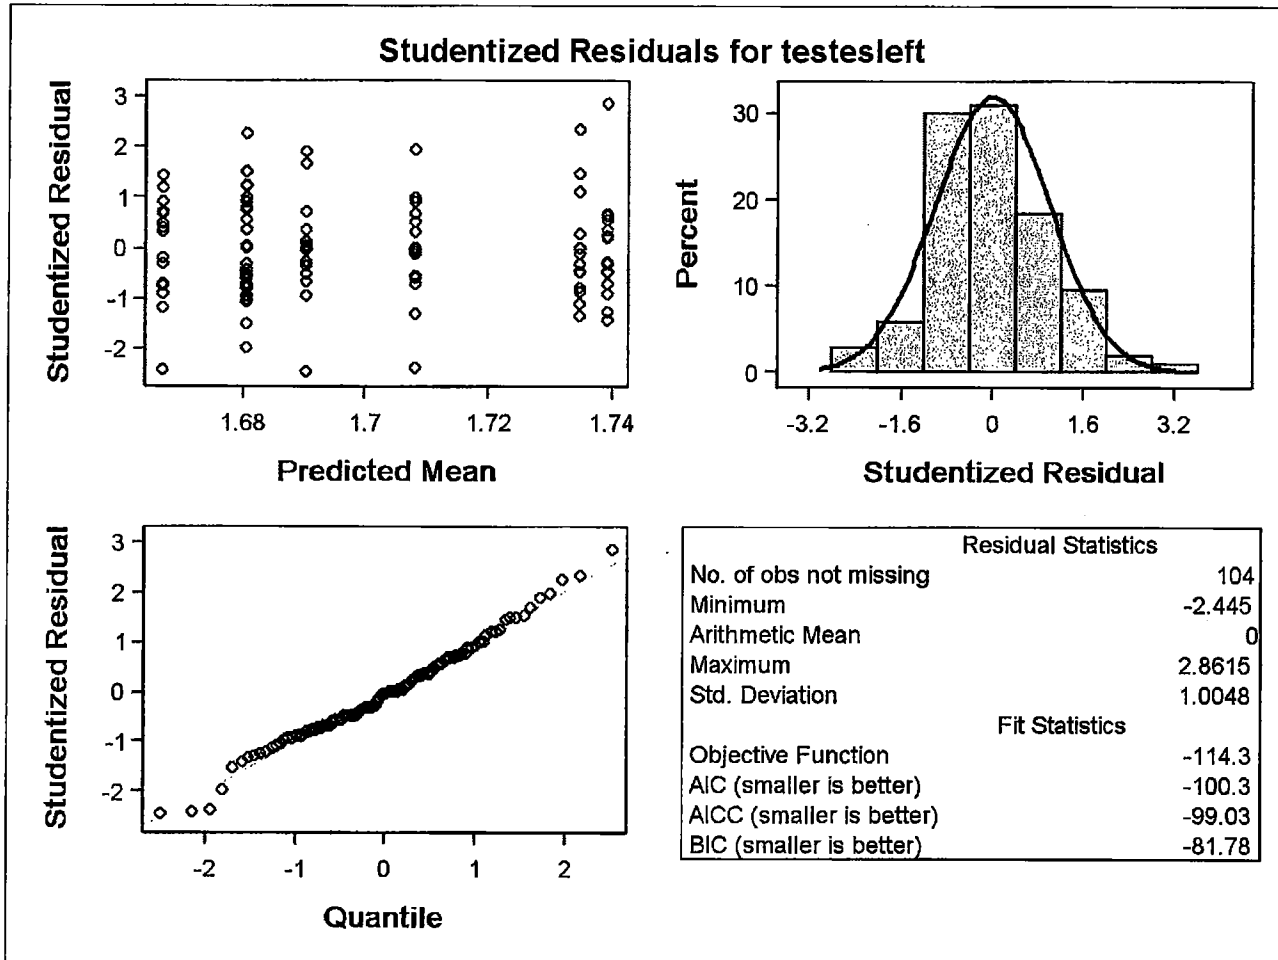 Studentized Residuals for testesleft
Studentized Residual
3
2
1
0
-1
-2
1.68 1.7 1.72 1.74
Predicted Mean
Percent
30
20
10
0
-3.2 -1.6 0 1.6 3.2
Studentized Residual
Studentized Residual
3
2
1
0
-1
-2
-2 -1 0 1 2
Quantile
Residual Statistics
No. of obs not missing 104
Minimum -2.445
Arithmetic Mean 0
Maximum 2.8615
Std. Deviation 1.0048
Fit Statistics
Objective Function -114.3
AIC (smaller is better) -100.3
AICC (smaller is better) -99.03
BIC (smaller is better) -81.78